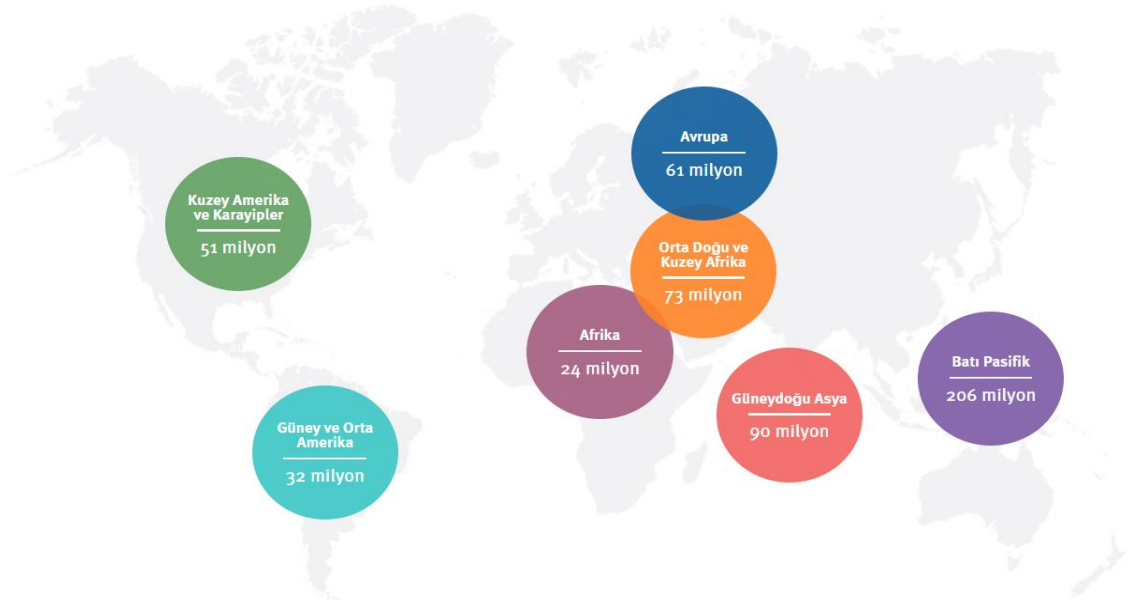 Avrupa
61 milyon
Kuzey Amerika
ve Karayipler
51 milyon
Orta Doğu ve
Kuzey Afrika
73 milyon
Afrika
24 milyon
Batı Pasifik
206 milyon
Güneydoğu Asya
90 milyon
Güney ve Orta
Amerika
32 milyon